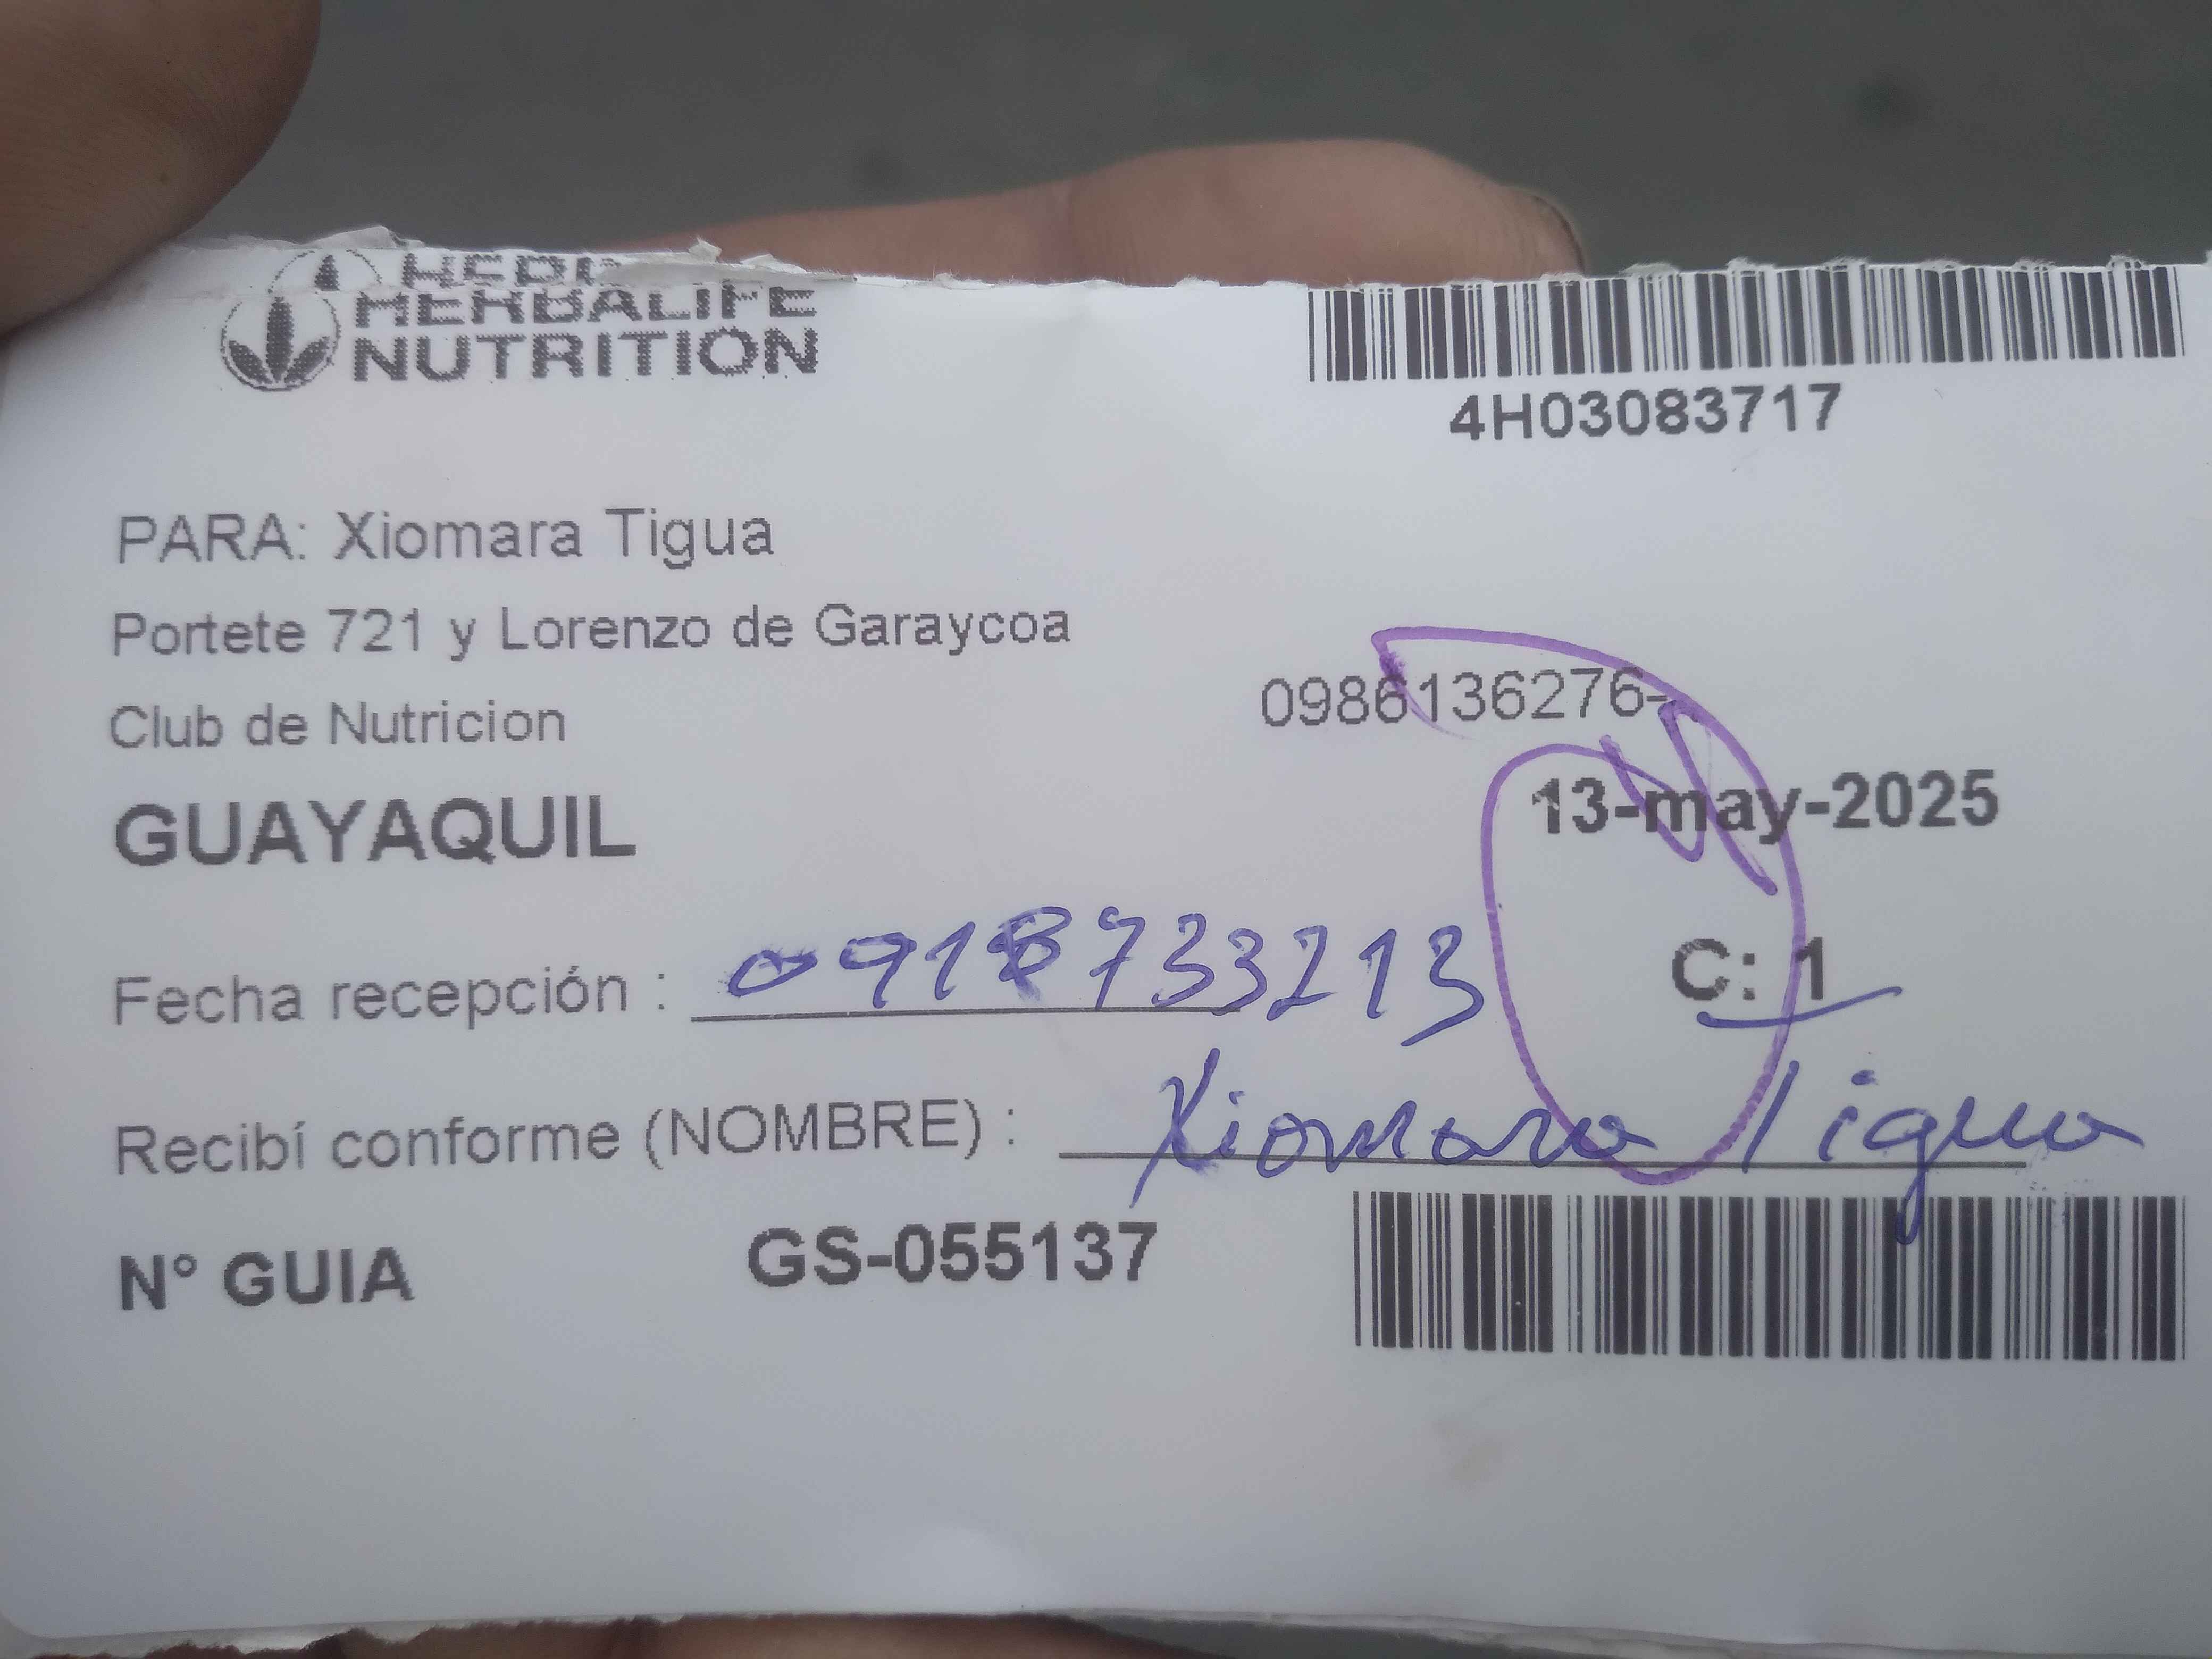 HERBALIFE
NUTRITION
4H03083717
PARA: Xiomara Tigua
Portete 721 y Lorenzo de Garaycoa
0986136276-
Club de Nutricion
13-may-2025
GUAYAQUIL
C: 1
Fecha recepción : 0918733213
Recibí conforme (NOMBRE) : Xiomara Tigua
N° GUIA GS-055137